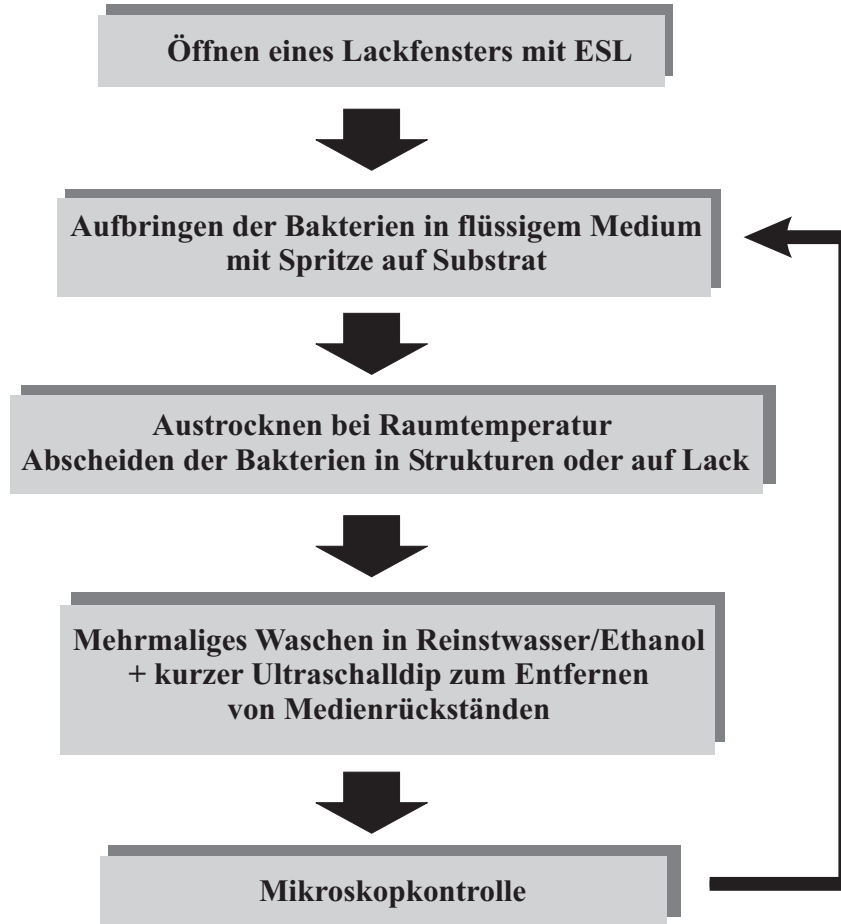 Öffnen eines Lackfensters mit ESL
Aufbringen der Bakterien in flüssigem Medium
mit Spritze auf Substrat
Austrocknen bei Raumtemperatur
Abscheiden der Bakterien in Strukturen oder auf Lack
Mehrmaliges Waschen in Reinstwasser/Ethanol
+ kurzer Ultraschalldip zum Entfernen
von Medienrückständen
Mikroskopkontrolle